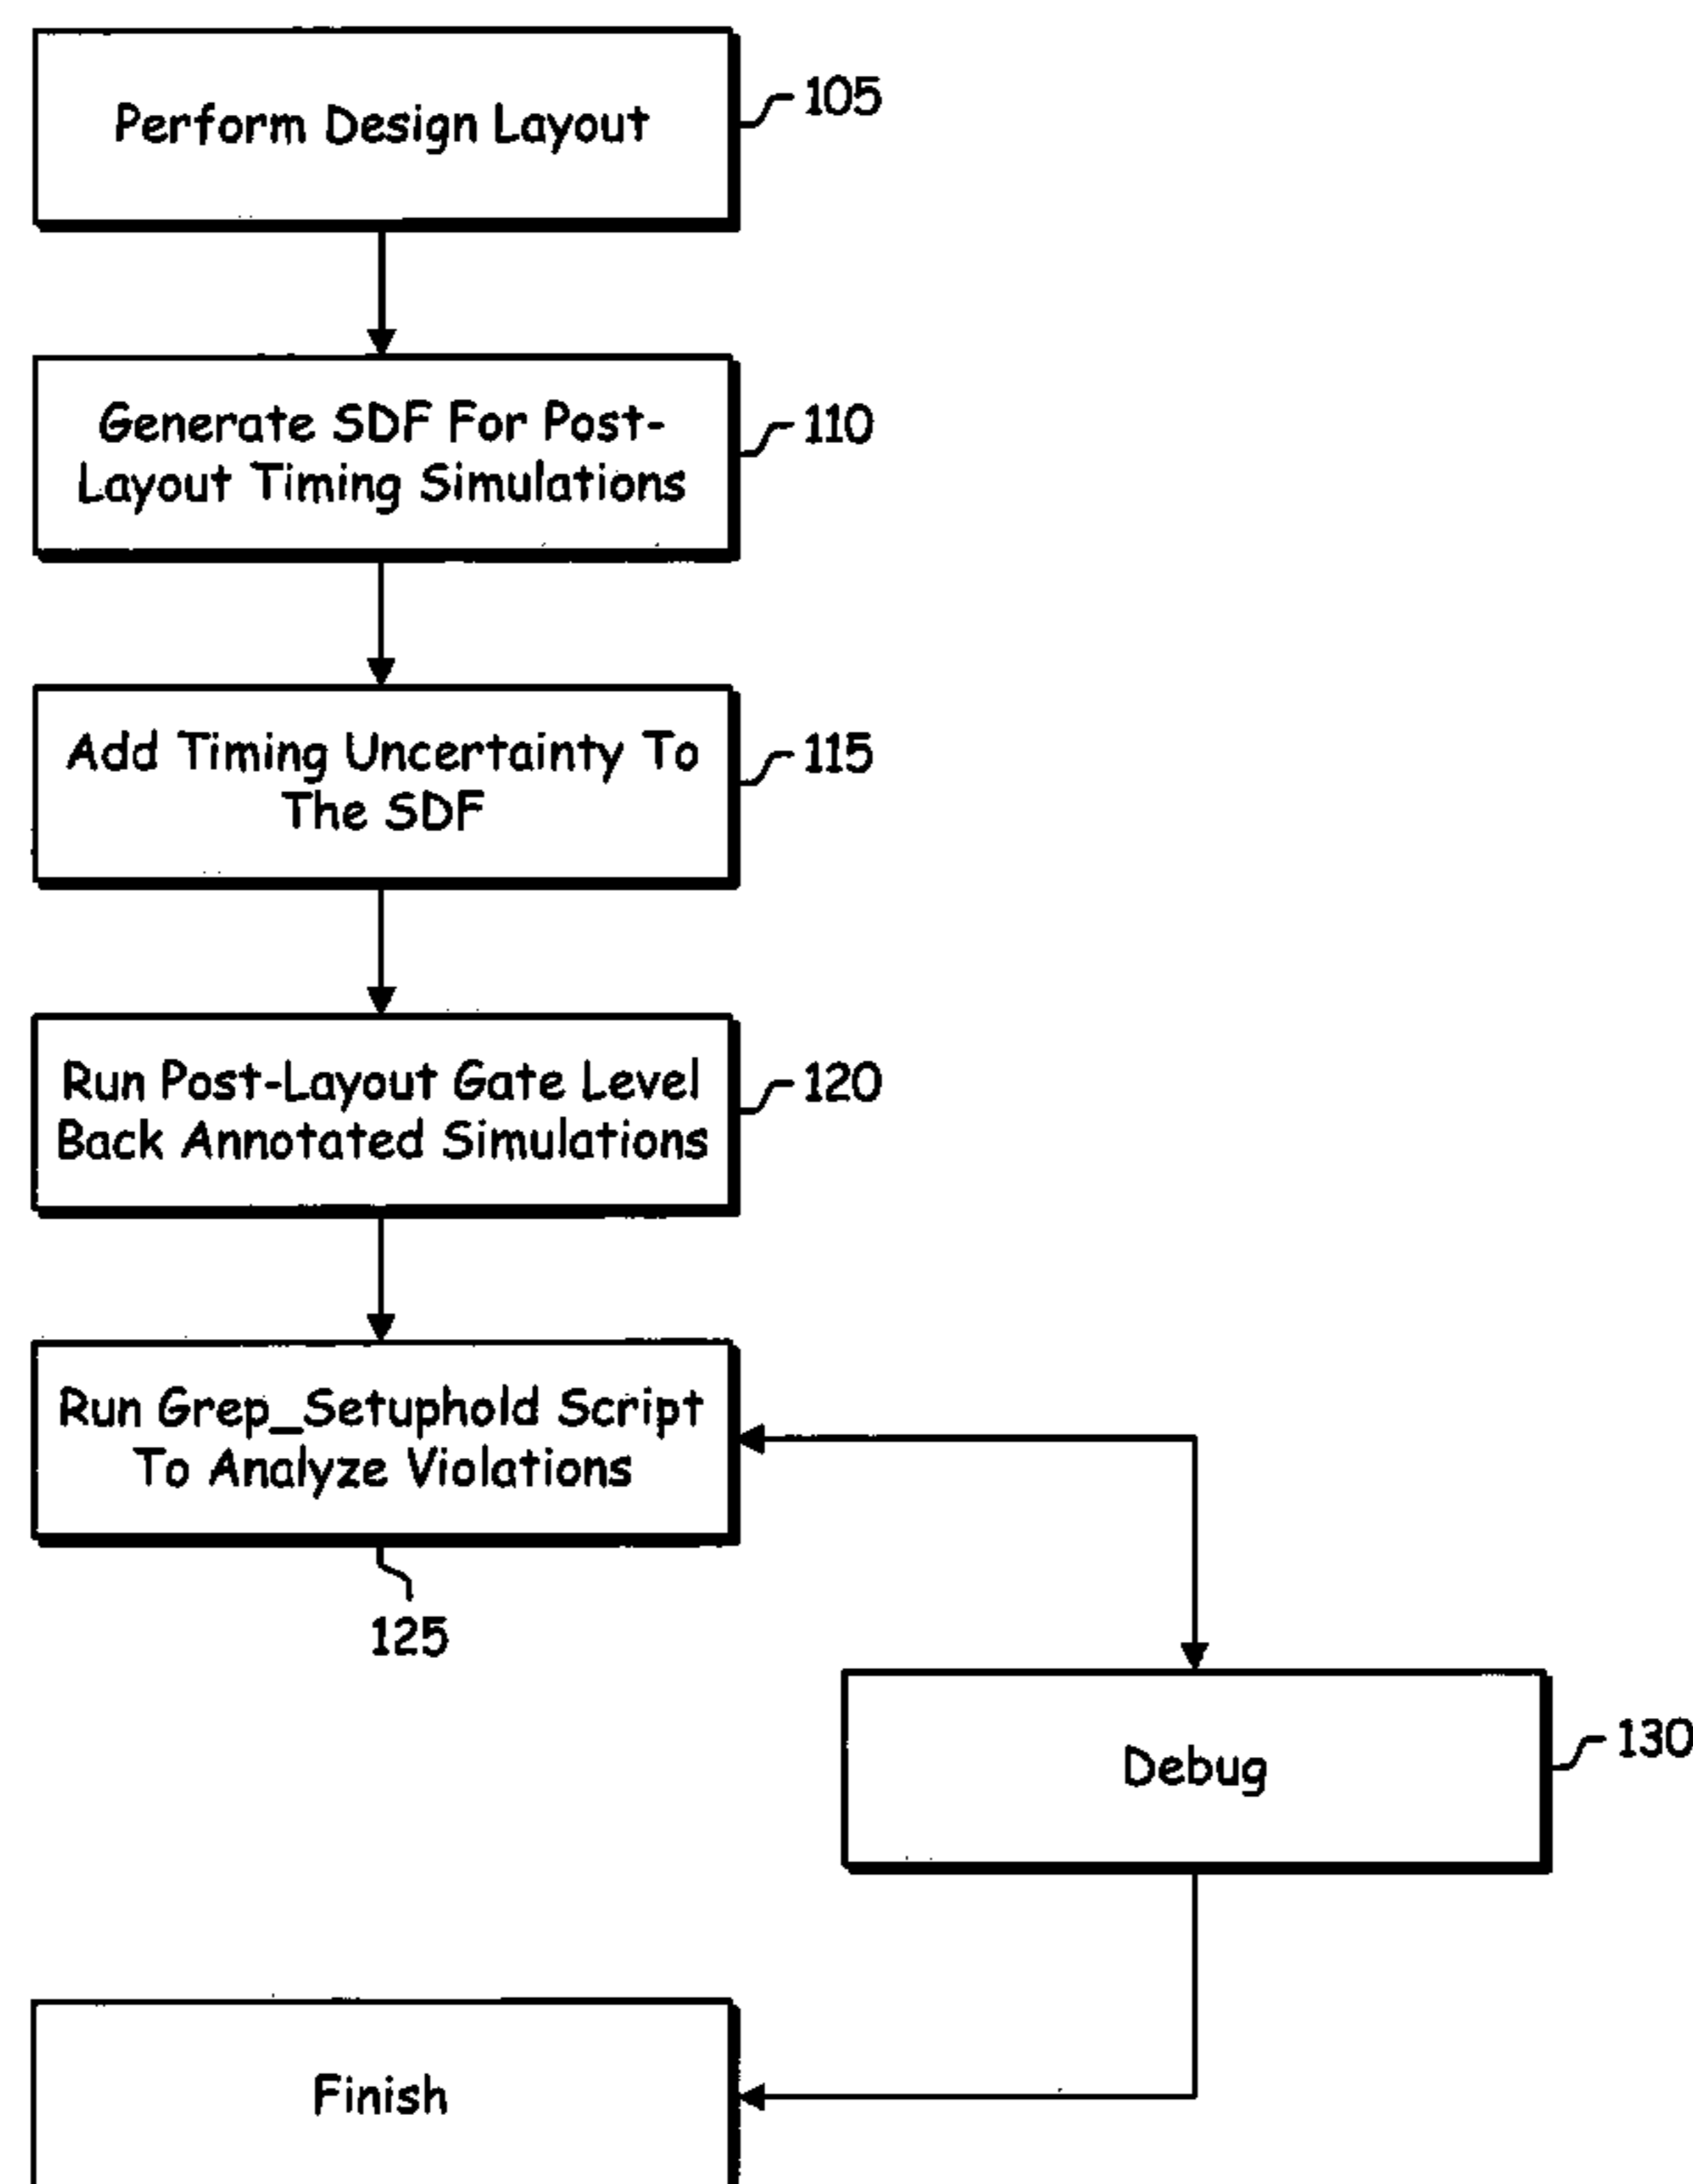 Perform Design Layout
105
Generate SDF For Post-
Layout Timing Simulations
110
Add Timing Uncertainty To
The SDF
115
Run Post-Layout Gate Level
Back Annotated Simulations
120
Run Grep_Setuphold Script
To Analyze Violations
125
Debug
130
Finish